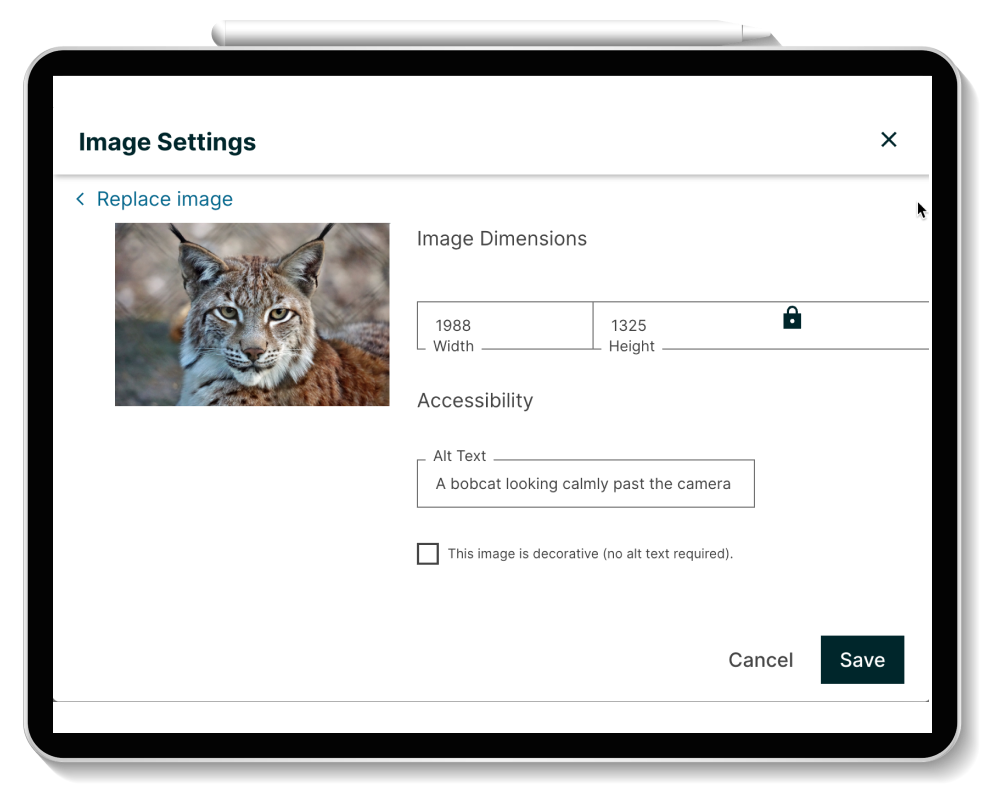 Image Settings
Replace image
Image Dimensions
1988
Width
1325
Height
Accessibility
Alt Text
A bobcat looking calmly past the camera
This image is decorative (no alt text required).
Cancel
Save